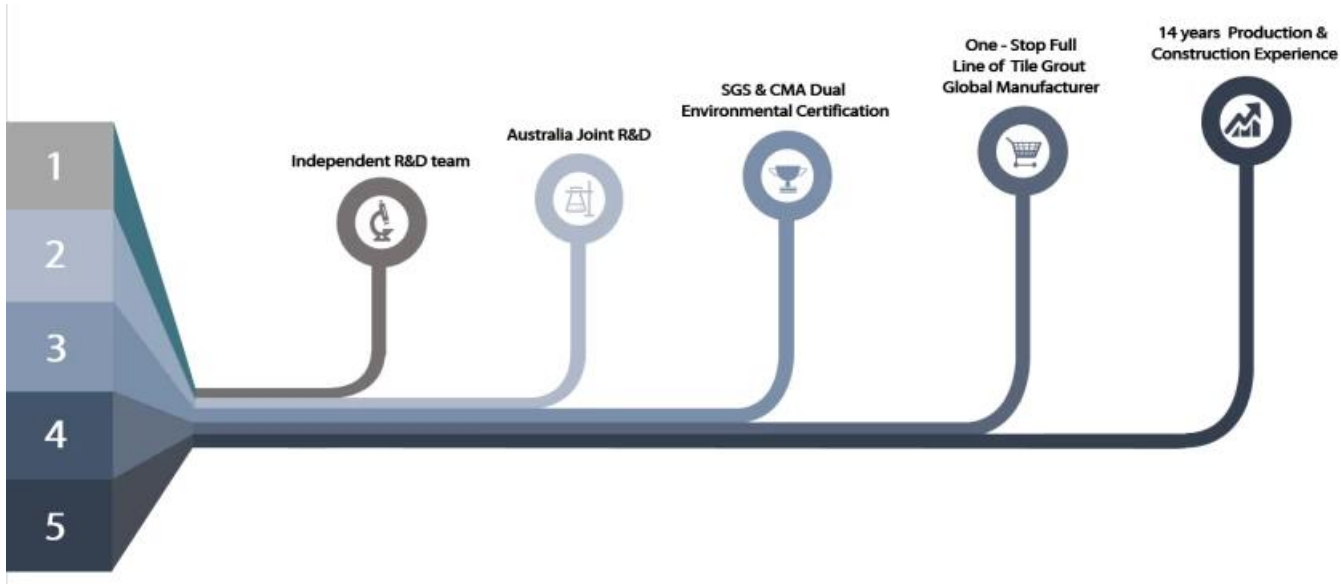 1
2
3
4
5
Independent R&D team
Australia Joint R&D
SGS & CMA Dual
Environmental Certification
One - Stop Full
Line of Tile Grout
Global Manufacturer
14 years Production &
Construction Experience